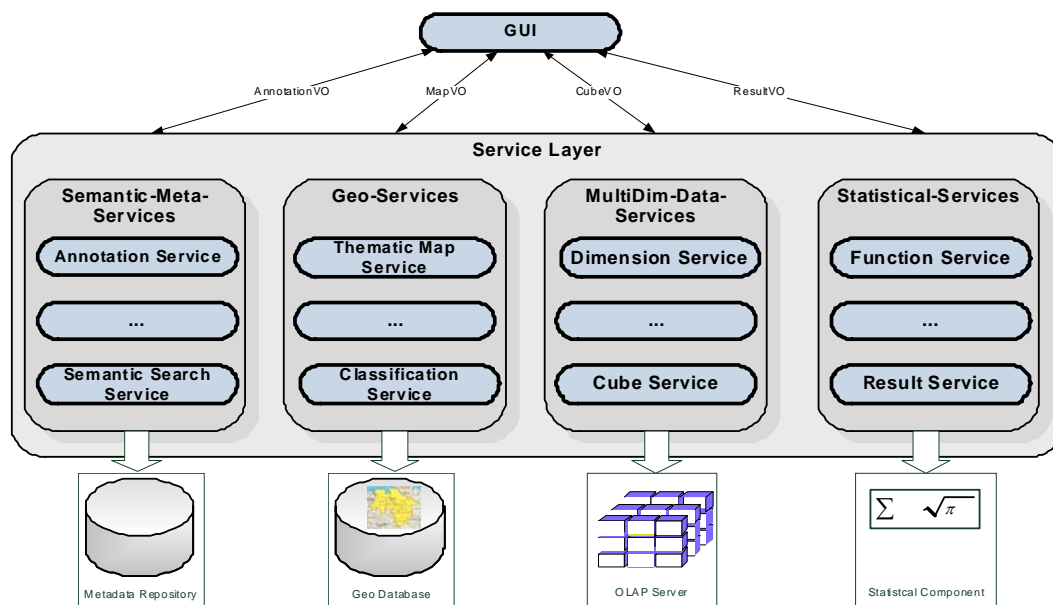 GUI
AnnotationVO
MapVO
CubeVO
ResultVO
Service Layer
Semantic-Meta-
Services
Annotation Service
...
Semantic Search
Service
Geo-Services
Thematic Map
Service
...
Classification
Service
MultiDim-Data-
Services
Dimension Service
...
Cube Service
Statistical-Services
Function Service
...
Result Service
Metadata Repository
Geo Database
OLAP Server
∑ √π
Statistcal Component